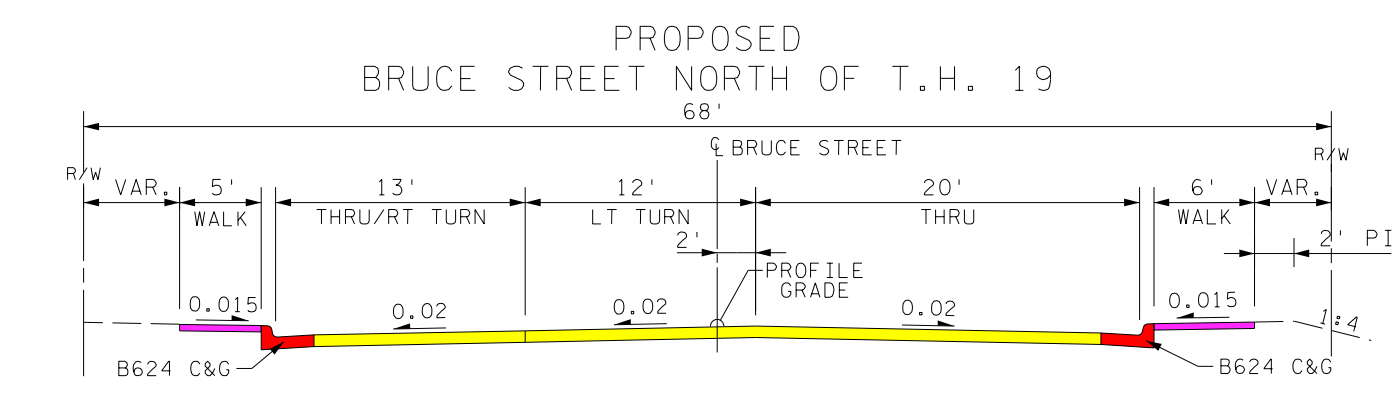 PROPOSED
BRUCE STREET NORTH OF T.H. 19
68'
℄ BRUCE STREET
R/W
R/W
VAR. 5' 13' 12' 20' 6' VAR.
WALK THRU/RT TURN LT TURN THRU WALK
2' 2' PI
PROFILE
GRADE
0.015 0.02 0.02 0.02 0.015
1:4
B624 C&G B624 C&G